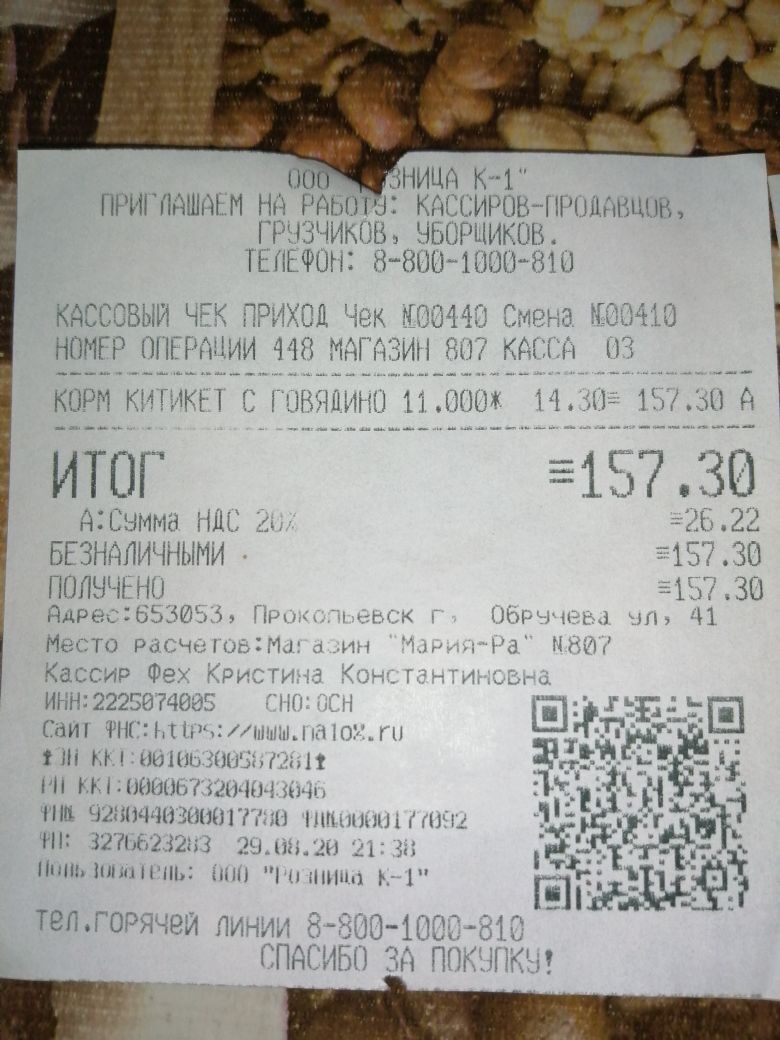 ООО "РОЗНИЦА К-1"
ПРИГЛАШАЕМ НА РАБОТУ: КАССИРОВ-ПРОДАВЦОВ,
ГРУЗЧИКОВ, УБОРЩИКОВ.
ТЕЛЕФОН: 8-800-1000-810
КАССОВЫЙ ЧЕК ПРИХОД Чек №00440 Смена №00410
НОМЕР ОПЕРАЦИИ 448 МАГАЗИН 807 КАССА 03
КОРМ КИТИКЕТ С ГОВЯДИНО 11.000* 14.30= 157.30 А
ИТОГ =157.30
А:Сумма НДС 20% =26.22
БЕЗНАЛИЧНЫМИ =157.30
ПОЛУЧЕНО =157.30
Адрес:653053, Прокопьевск г, Обручева ул, 41
Место расчетов:Магазин "Мария-Ра" №807
Кассир Фех Кристина Константиновна
ИНН:2225074005 СНО:ОСН
Сайт ФНС:https://www.nalog.ru
ЗН ККТ:00106300587281
РН ККТ:0000673204043046
ФН№ 9280440300017780 ФД№0000177092
ФП: 3276623283 29.08.20 21:38
Пользователь: ООО "Розница К-1"
тел.ГОРЯЧЕЙ ЛИНИИ 8-800-1000-810
СПАСИБО ЗА ПОКУПКУ!